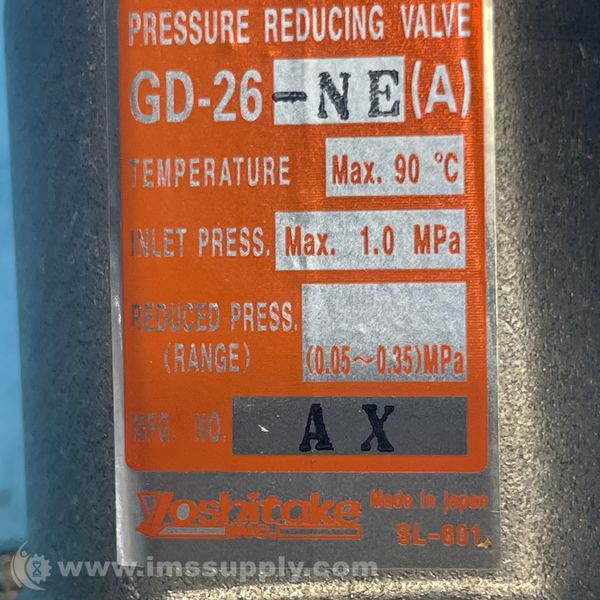 PRESSURE REDUCING VALVE
GD-26-NE(A)
TEMPERATURE Max. 90 °C
INLET PRESS. Max. 1.0 MPa
REDUCED PRESS.
(RANGE) (0.05~0.35)MPa
MFG. NO. AX
Yoshitake INC. Made in Japan
SL-601
www.imssupply.com